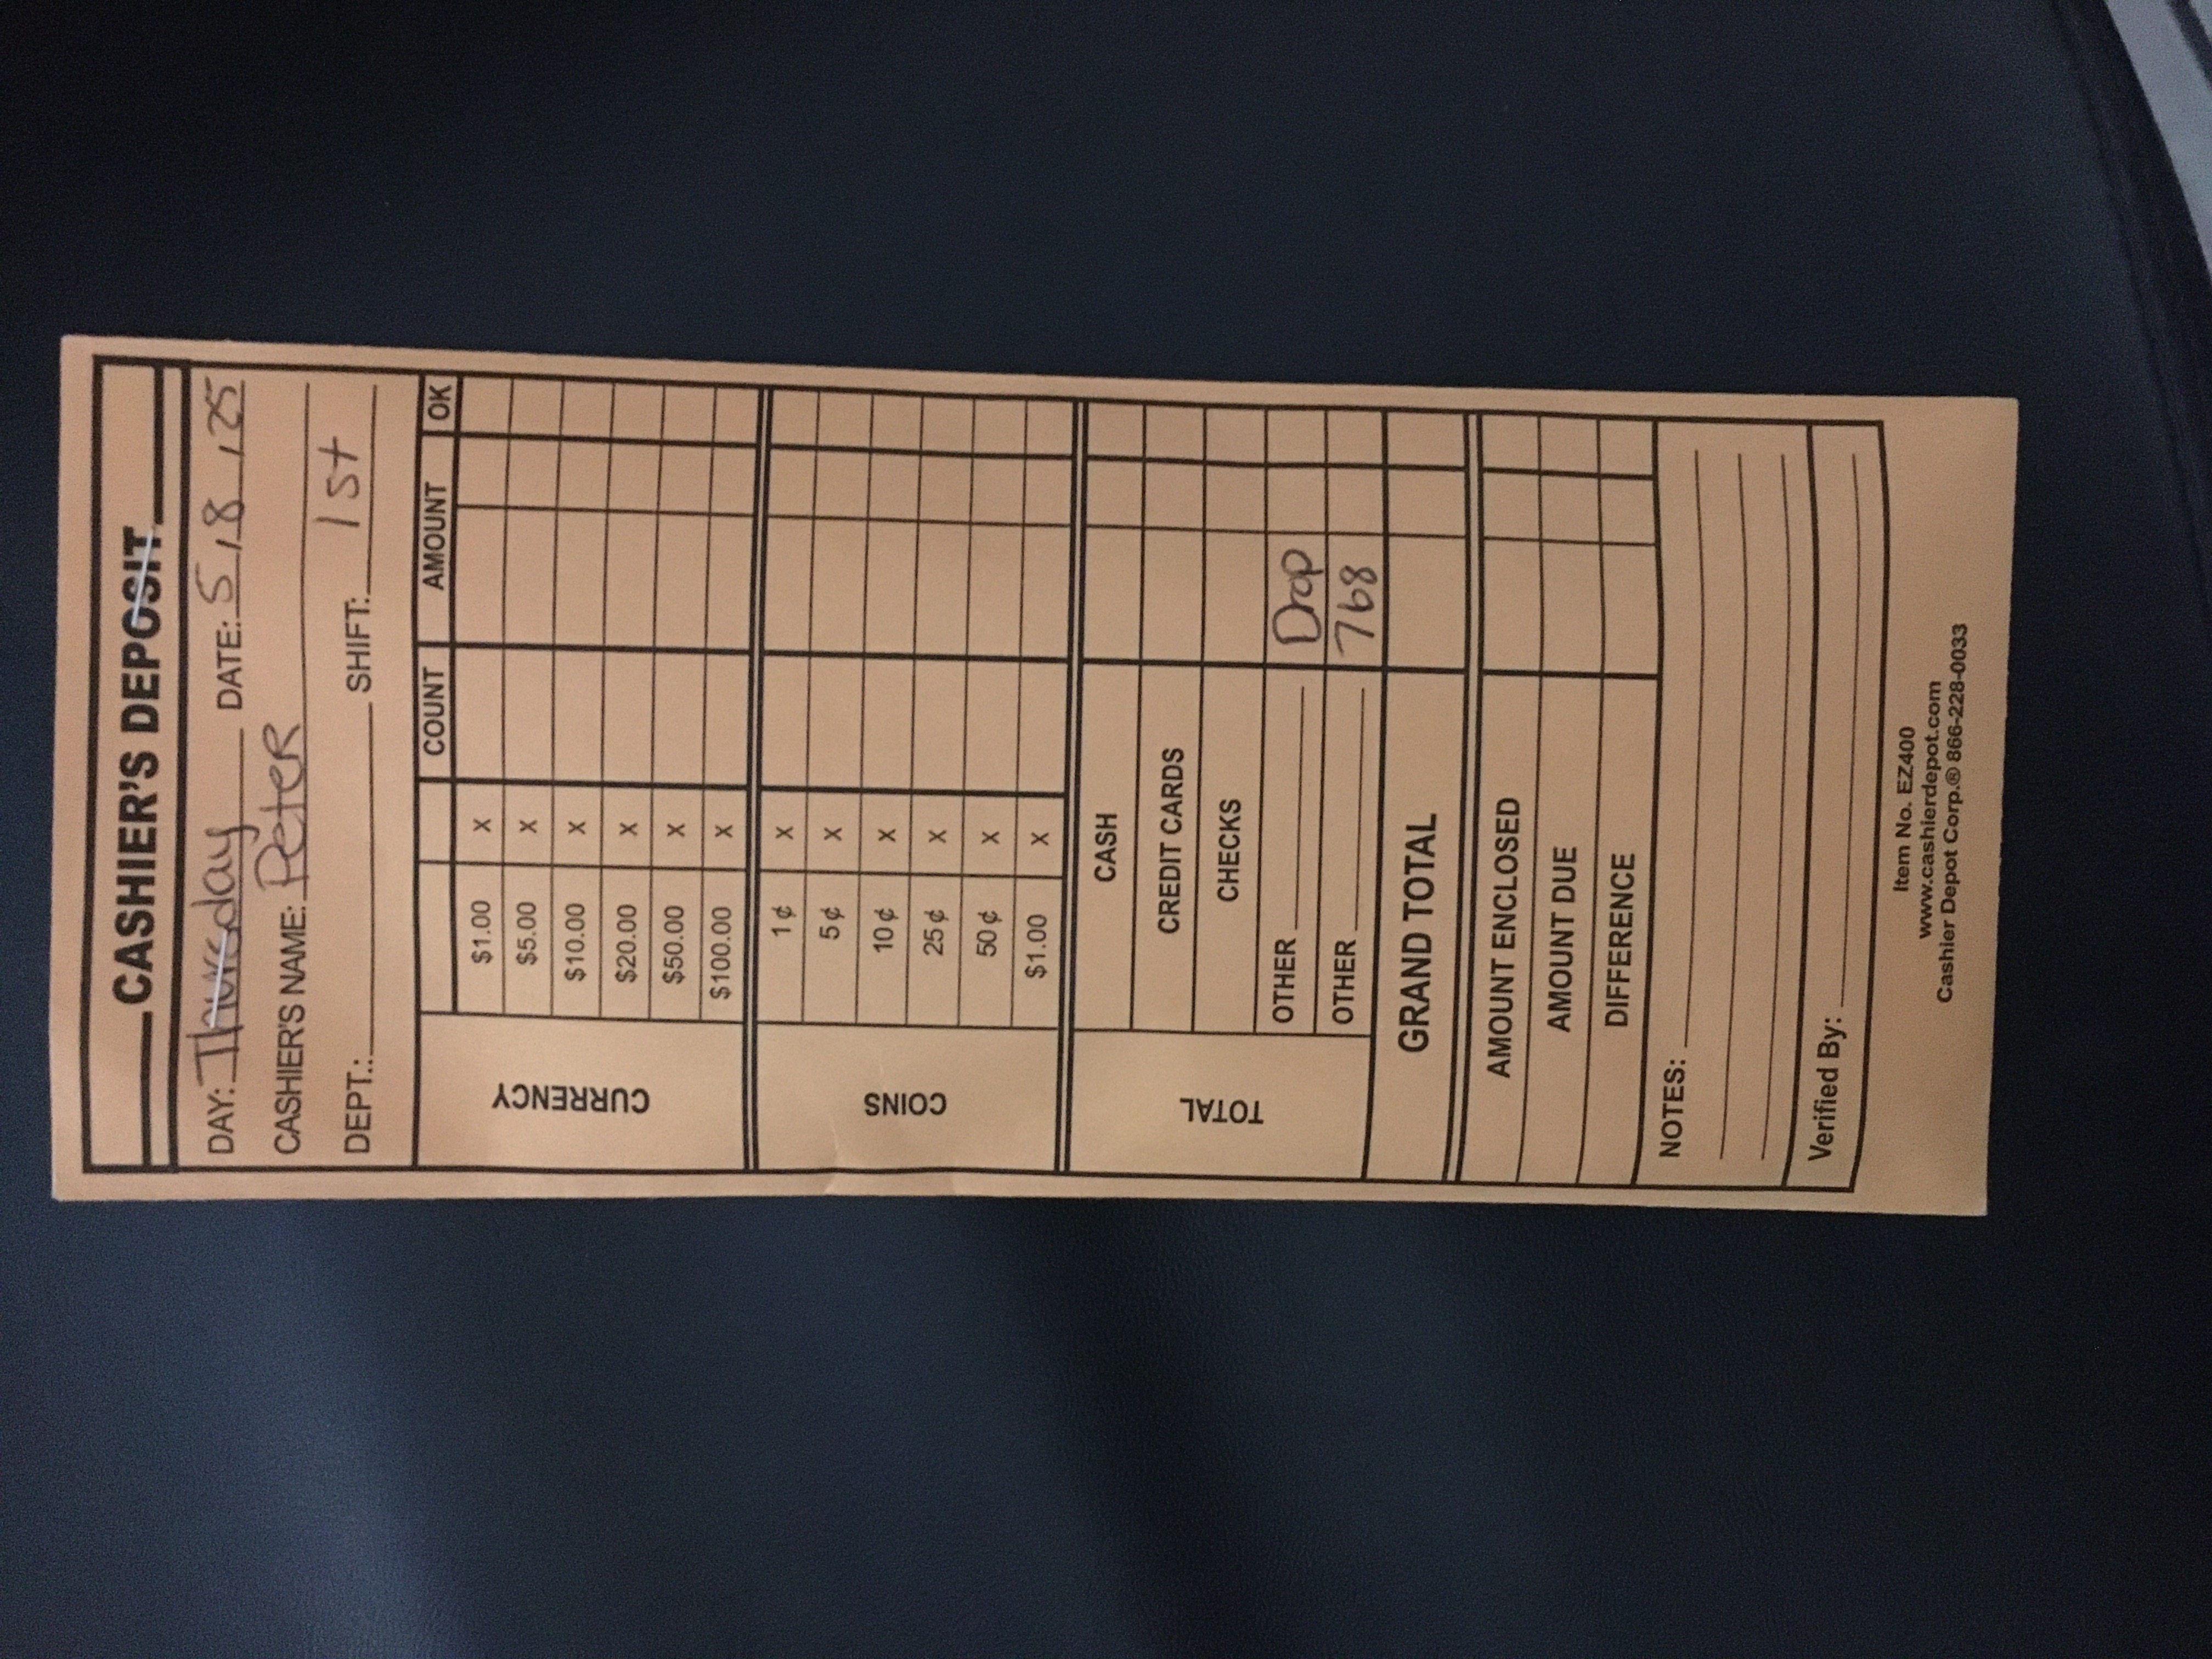 CASHIER'S DEPOSIT
DAY: Thursday DATE: 5/8/25
CASHIER'S NAME: Peter
DEPT.: SHIFT: 1st
COUNT AMOUNT OK
CURRENCY
$1.00 X
$5.00 X
$10.00 X
$20.00 X
$50.00 X
$100.00 X
COINS
1¢ X
5¢ X
10¢ X
25¢ X
50¢ X
$1.00 X
TOTAL
CASH
CREDIT CARDS
CHECKS
OTHER Drop
OTHER 768
GRAND TOTAL
AMOUNT ENCLOSED
AMOUNT DUE
DIFFERENCE
NOTES:
Verified By:
Item No. EZ400
www.cashierdepot.com
Cashier Depot Corp.® 866-228-0033